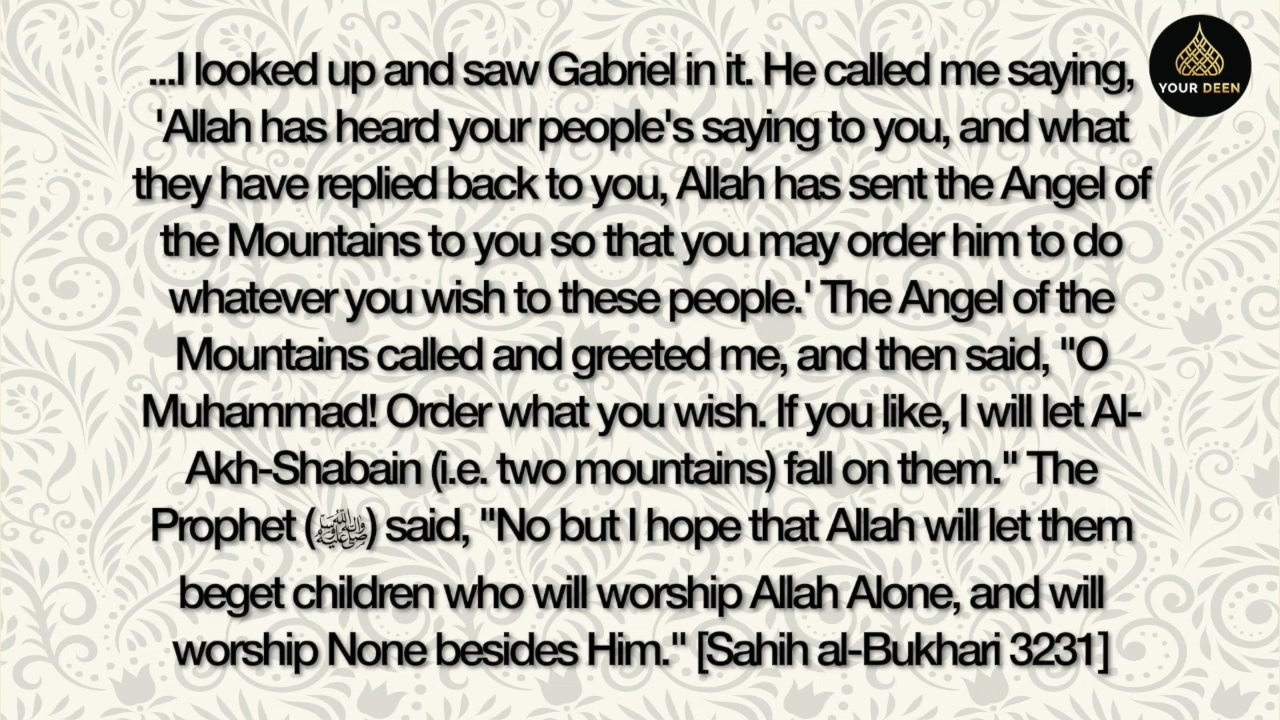 ...I looked up and saw Gabriel in it. He called me saying,
'Allah has heard your people's saying to you, and what
they have replied back to you, Allah has sent the Angel of
the Mountains to you so that you may order him to do
whatever you wish to these people.' The Angel of the
Mountains called and greeted me, and then said, "O
Muhammad! Order what you wish. If you like, I will let Al-
Akh-Shabain (i.e. two mountains) fall on them." The
Prophet (ﷺ) said, "No but I hope that Allah will let them
beget children who will worship Allah Alone, and will
worship None besides Him." [Sahih al-Bukhari 3231]
YOUR DEEN